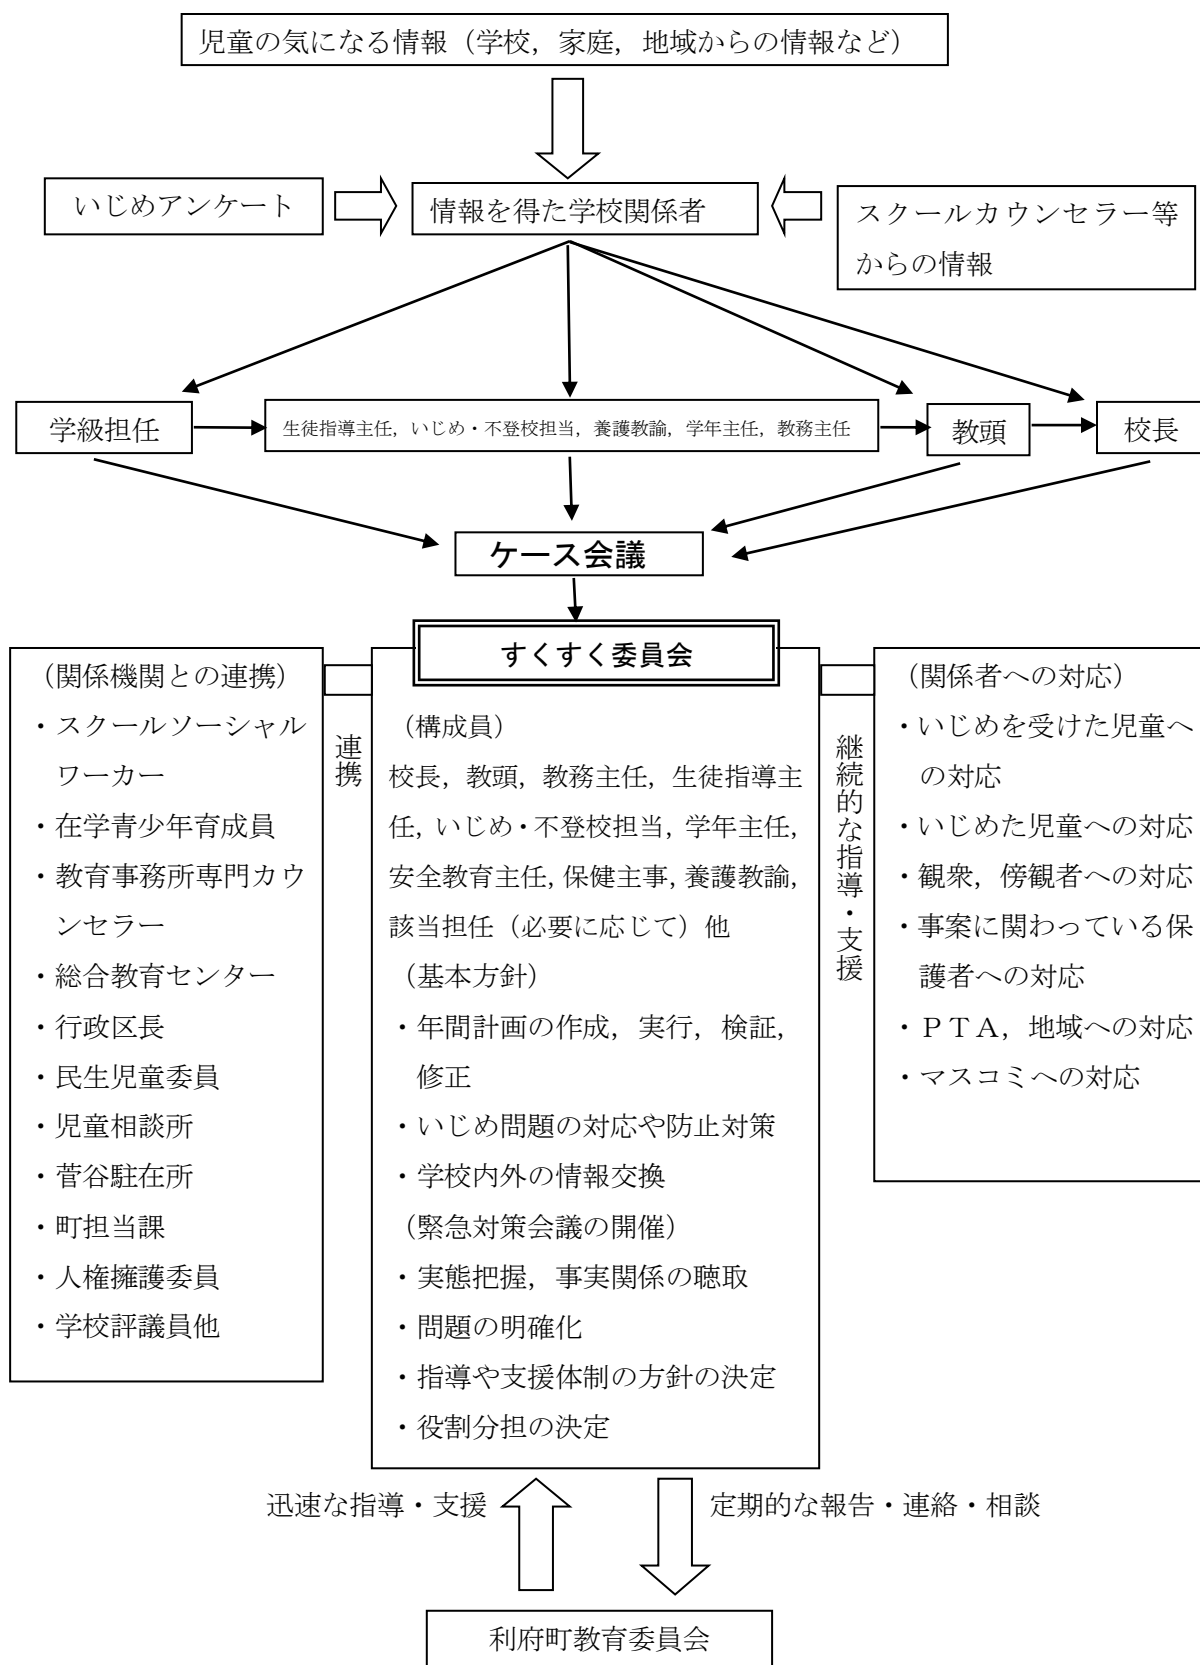 児童の気になる情報（学校，家庭，地域からの情報など）
いじめアンケート
情報を得た学校関係者
スクールカウンセラー等
からの情報
学級担任
生徒指導主任，いじめ・不登校担当，養護教諭，学年主任，教務主任
教頭
校長
ケース会議
すくすく委員会
（関係機関との連携）
・スクールソーシャル
ワーカー
・在学青少年育成員
・教育事務所専門カウ
ンセラー
・総合教育センター
・行政区長
・民生児童委員
・児童相談所
・菅谷駐在所
・町担当課
・人権擁護委員
・学校評議員他
連携
（構成員）
校長，教頭，教務主任，生徒指導主
任，いじめ・不登校担当，学年主任，
安全教育主任，保健主事，養護教諭，
該当担任（必要に応じて）他
（基本方針）
・年間計画の作成，実行，検証，
修正
・いじめ問題の対応や防止対策
・学校内外の情報交換
（緊急対策会議の開催）
・実態把握，事実関係の聴取
・問題の明確化
・指導や支援体制の方針の決定
・役割分担の決定
継続的な指導・支援
（関係者への対応）
・いじめを受けた児童へ
の対応
・いじめた児童への対応
・観衆，傍観者への対応
・事案に関わっている保
護者への対応
・ＰＴＡ，地域への対応
・マスコミへの対応
迅速な指導・支援
定期的な報告・連絡・相談
利府町教育委員会